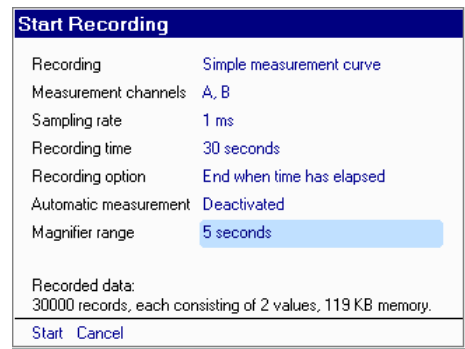 Start Recording
Recording Simple measurement curve
Measurement channels A, B
Sampling rate 1 ms
Recording time 30 seconds
Recording option End when time has elapsed
Automatic measurement Deactivated
Magnifier range 5 seconds
Recorded data:
30000 records, each consisting of 2 values, 119 KB memory.
Start Cancel